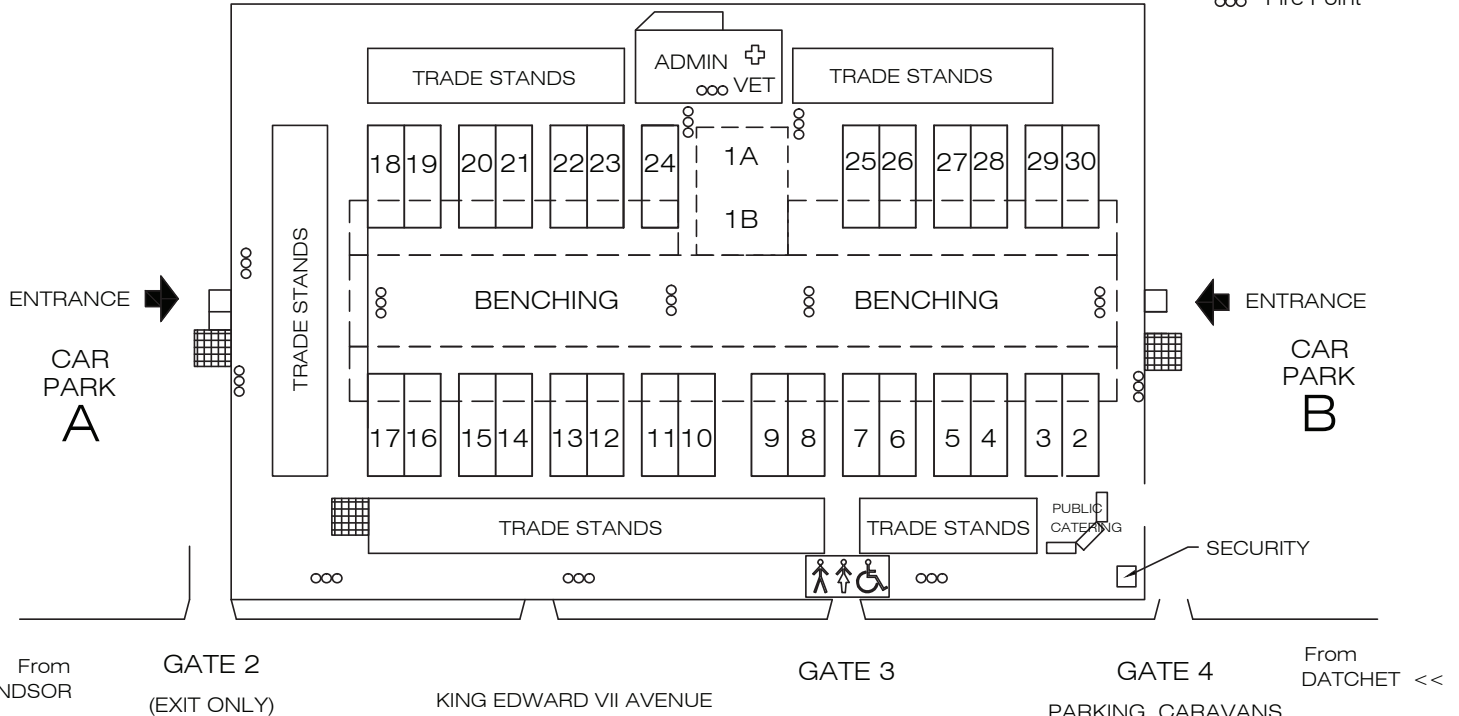 Fire Point
ADMIN
VET
TRADE STANDS
TRADE STANDS
18 19 20 21 22 23 24 1A 25 26 27 28 29 30
1B
TRADE STANDS
ENTRANCE
BENCHING
BENCHING
ENTRANCE
CAR
PARK
A
CAR
PARK
B
17 16 15 14 13 12 11 10 9 8 7 6 5 4 3 2
TRADE STANDS
TRADE STANDS
PUBLIC
CATERING
SECURITY
From
NDSOR
GATE 2
(EXIT ONLY)
KING EDWARD VII AVENUE
GATE 3
GATE 4
PARKING CARAVANS
From
DATCHET <<